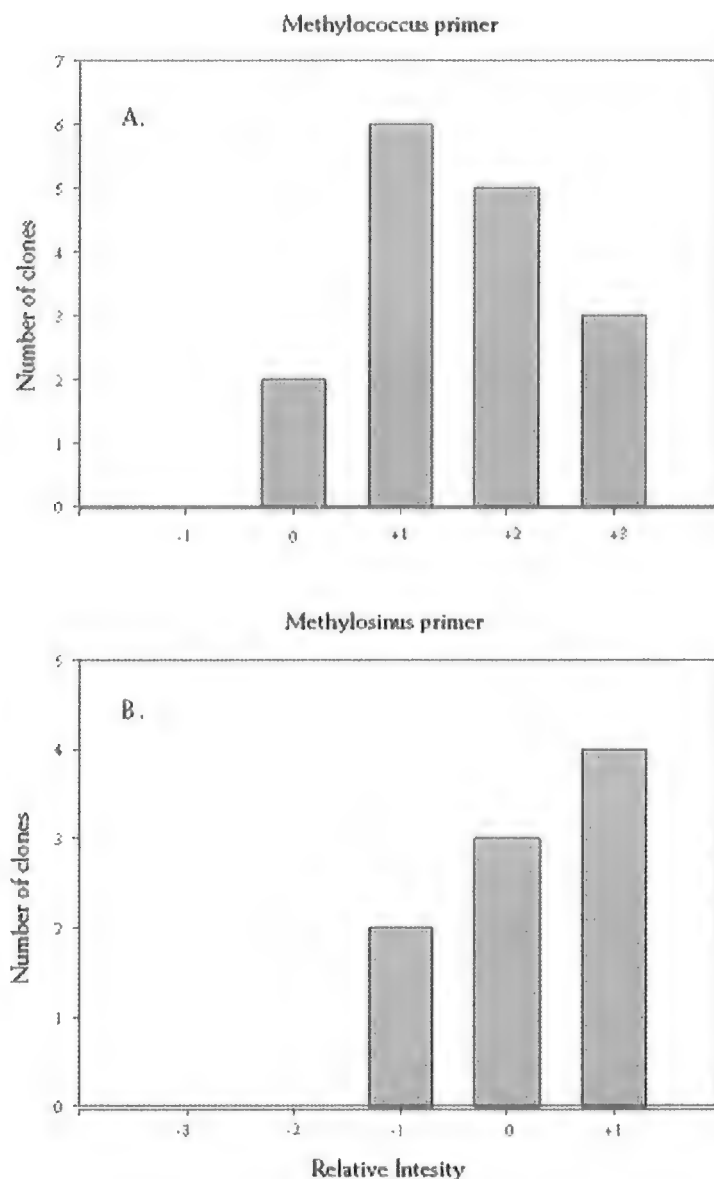 Methylococcus primer
A.
7
6
5
4
3
2
1
0
Number of clones
-1 0 +1 +2 +3
Methylosinus primer
B.
5
4
3
2
1
0
Number of clones
-3 -2 -1 0 +1
Relative Intesity